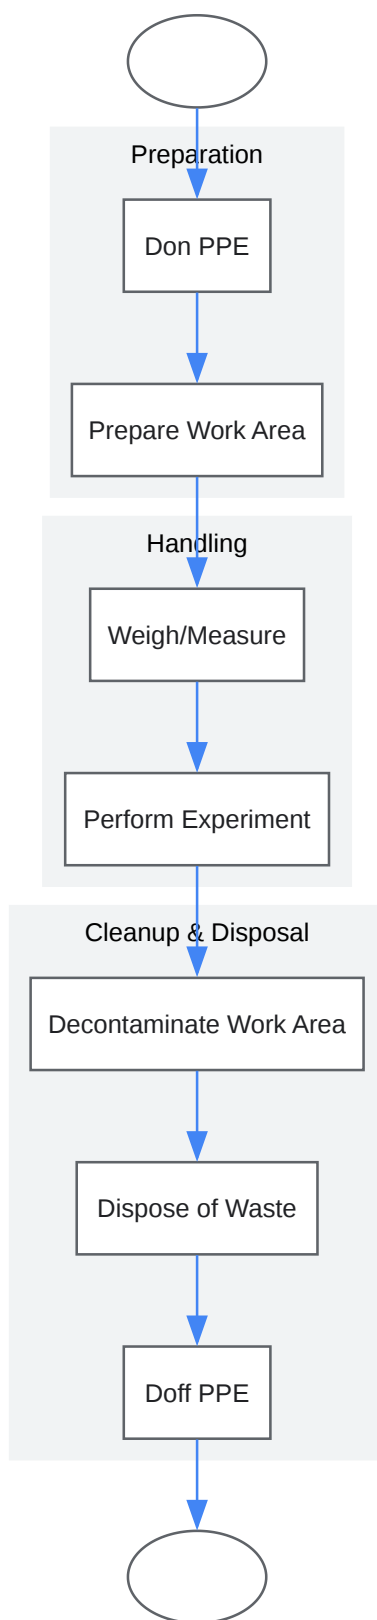 Preparation
Don PPE
Prepare Work Area
Handling
Weigh/Measure
Perform Experiment
Cleanup & Disposal
Decontaminate Work Area
Dispose of Waste
Doff PPE